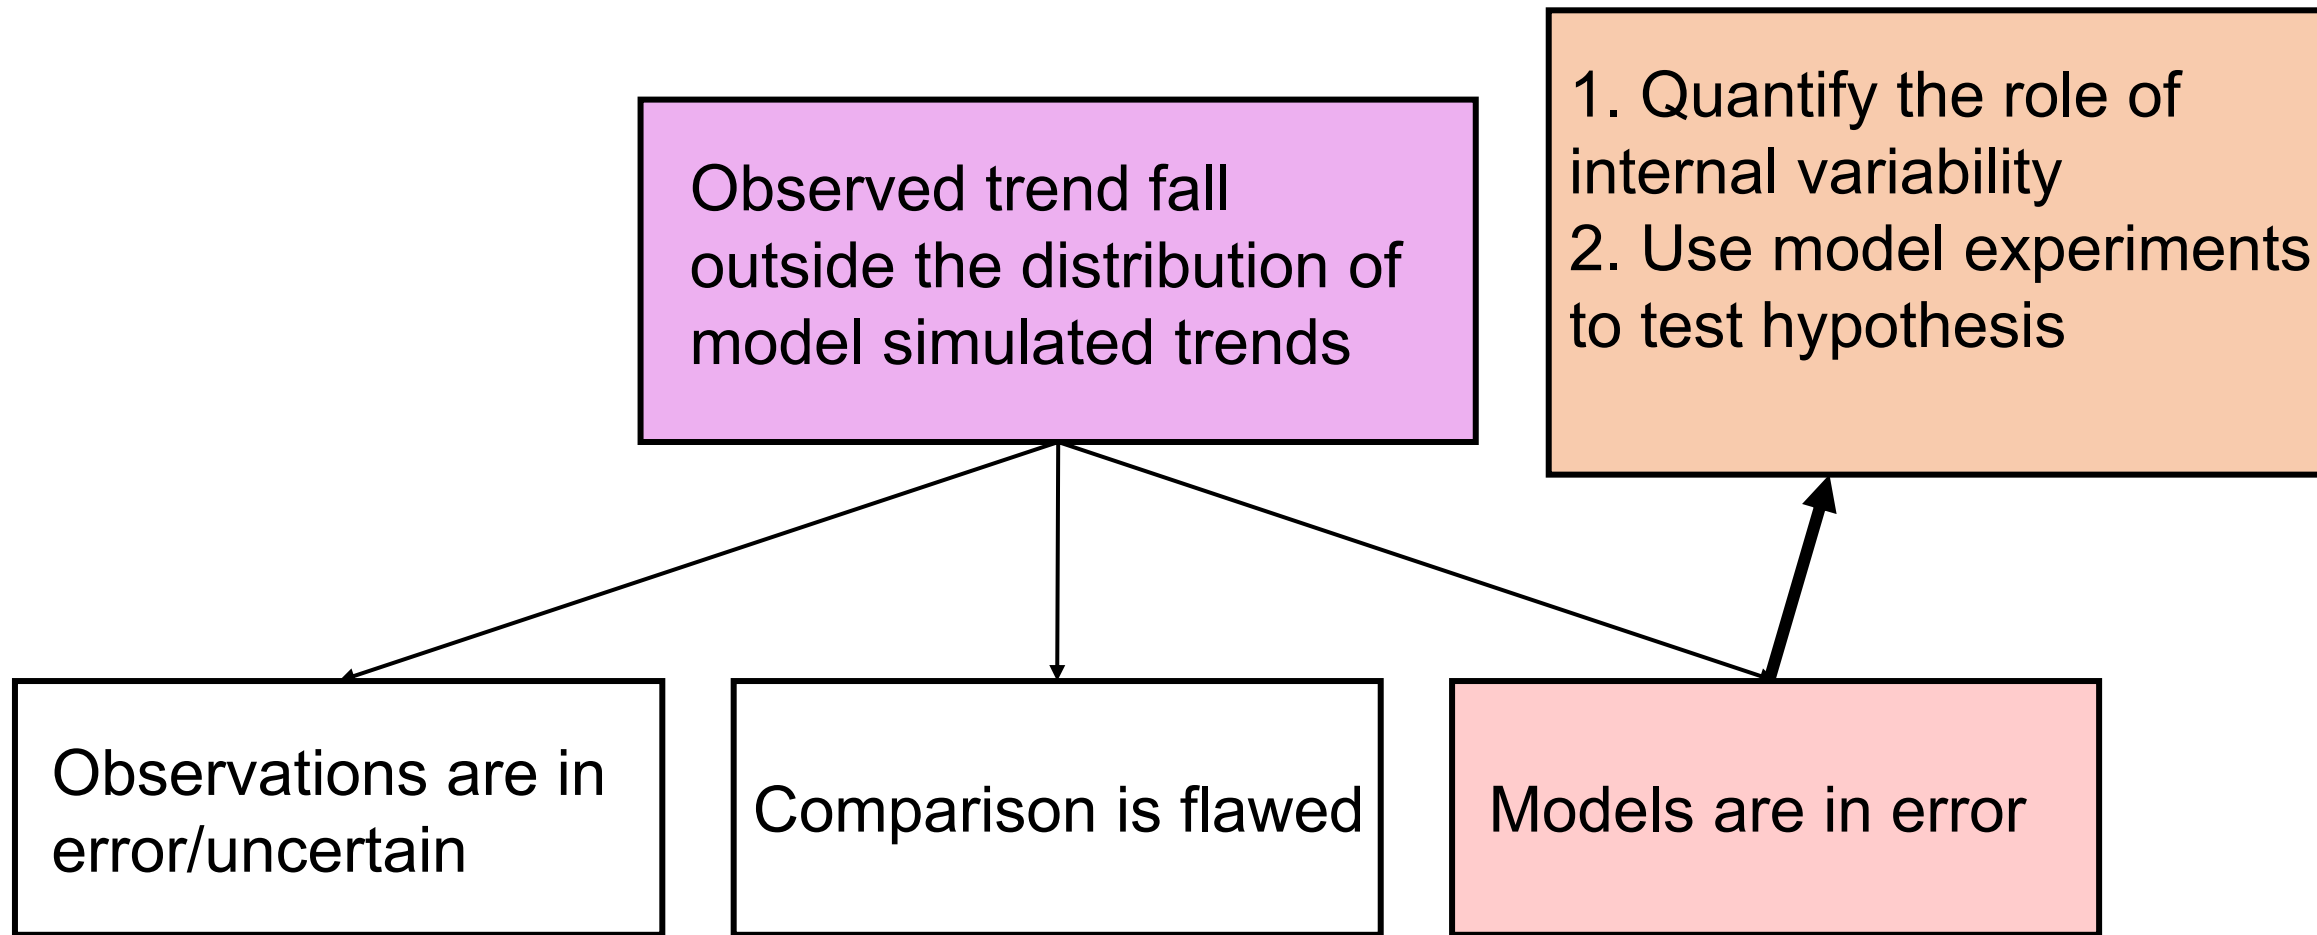 Observed trend fall
outside the distribution of
model simulated trends
1. Quantify the role of
internal variability
2. Use model experiments
to test hypothesis
Observations are in
error/uncertain
Comparison is flawed
Models are in error